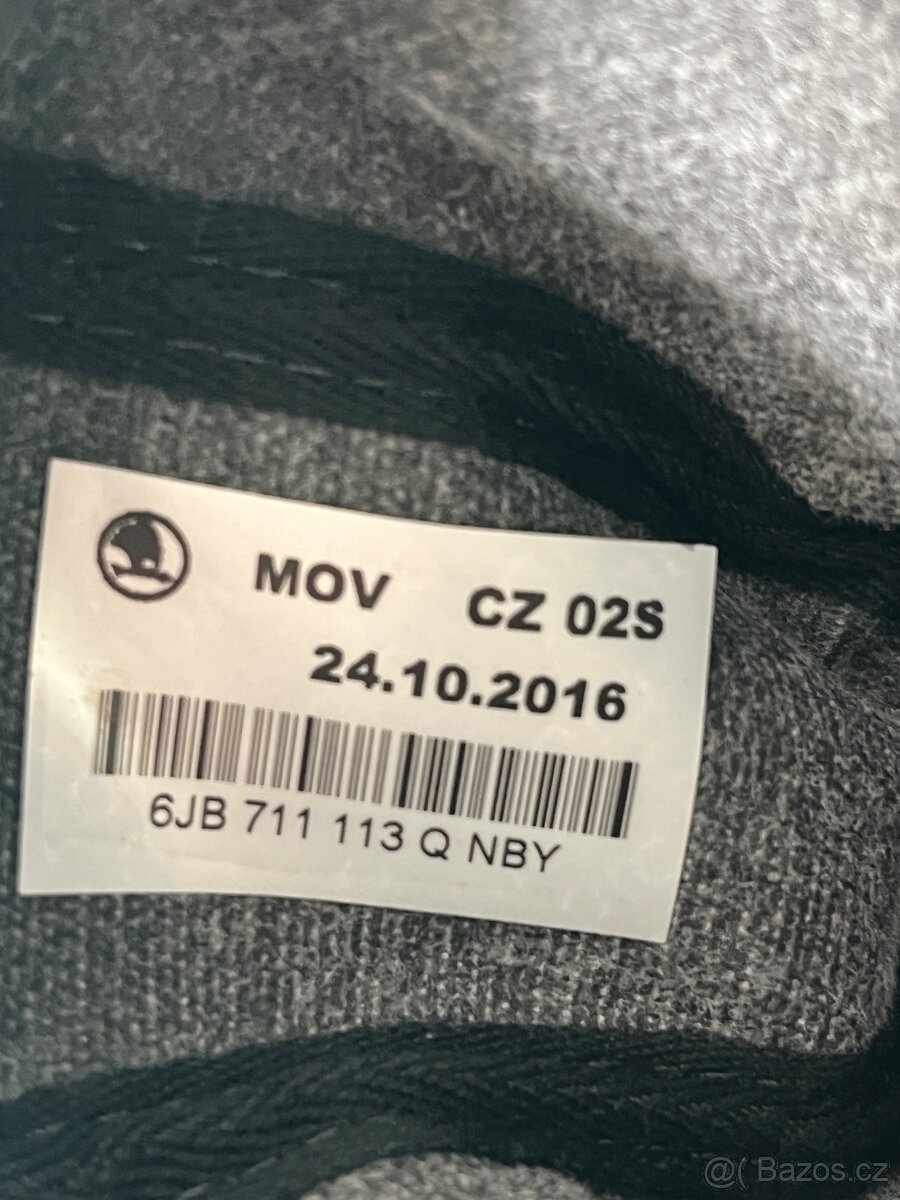 MOV CZ 02S
24.10.2016
6JB 711 113 Q NBY
@( Bazos.cz